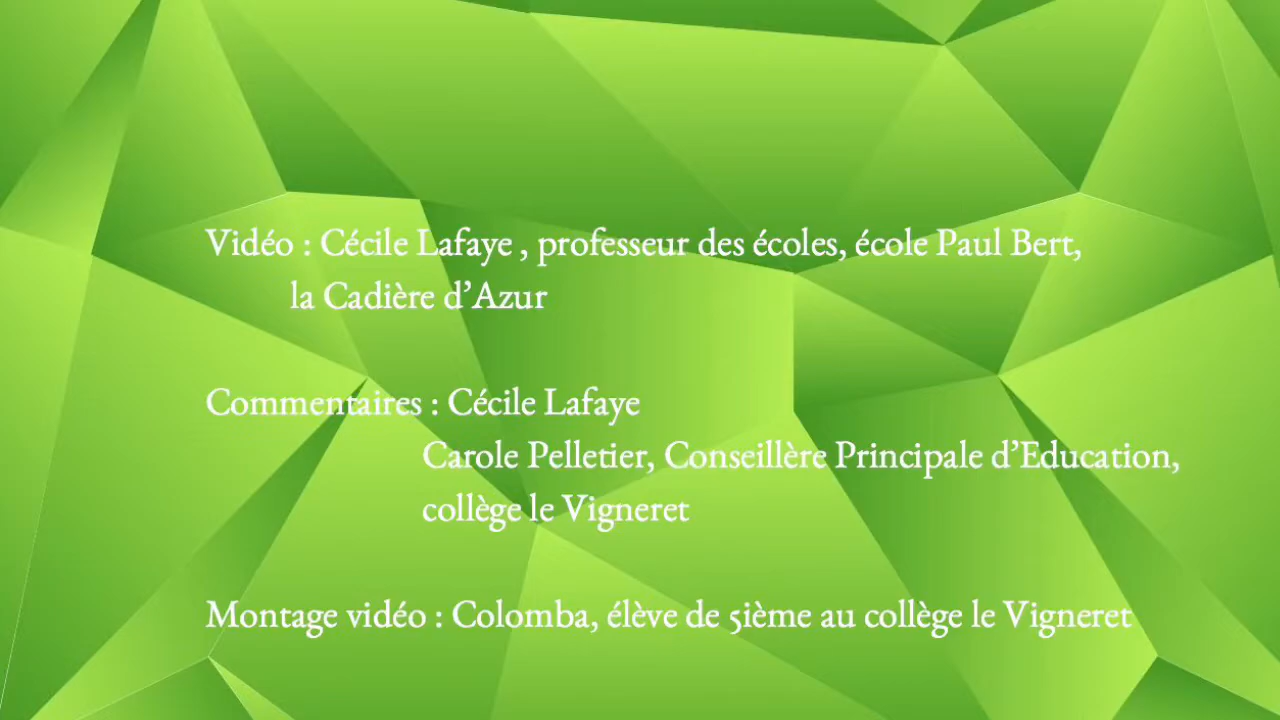 Vidéo : Cécile Lafaye , professeur des écoles, école Paul Bert,
la Cadière d’Azur
Commentaires : Cécile Lafaye
Carole Pelletier, Conseillère Principale d’Education,
collège le Vigneret
Montage vidéo : Colomba, élève de 5ième au collège le Vigneret